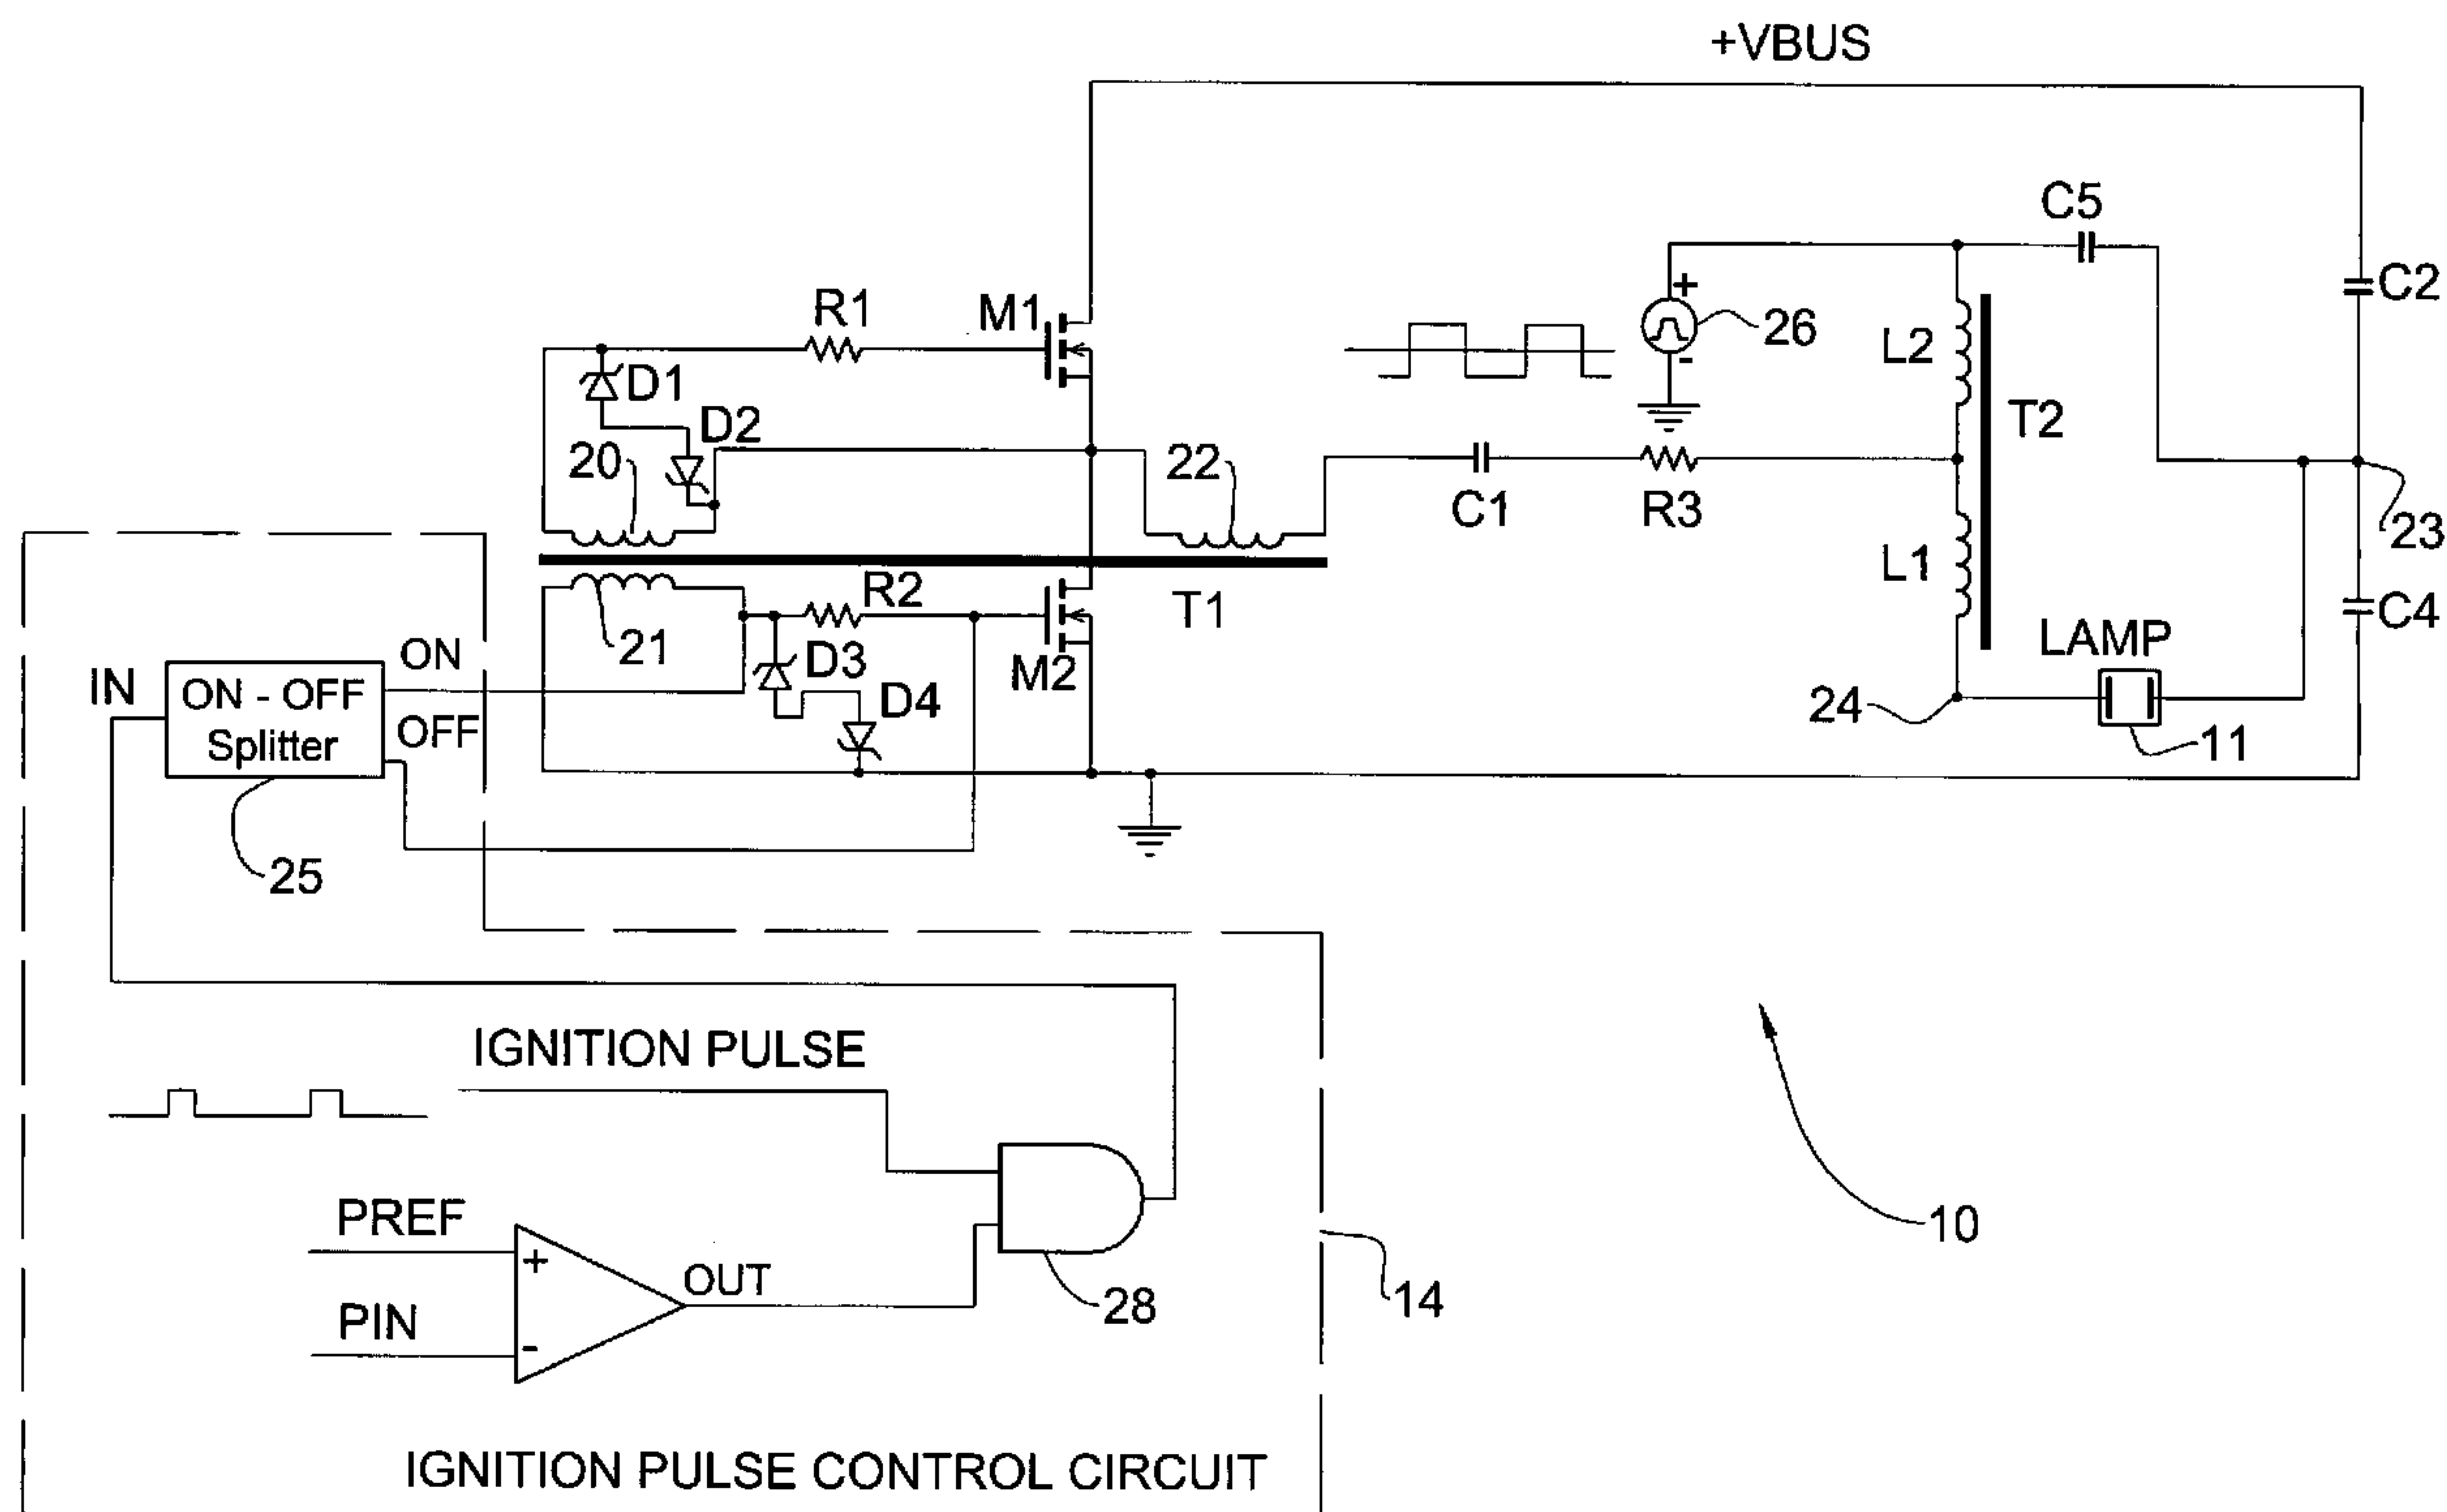 +VBUS
C5
C2
R1
M1
+
-
26
L2
D1
D2
T2
20
22
C1
R3
23
R2
T1
L1
C4
21
ON
D3
M2
LAMP
IN
ON - OFF
Splitter
OFF
D4
24
11
25
IGNITION PULSE
PREF
+
OUT
PIN
-
28
14
10
IGNITION PULSE CONTROL CIRCUIT